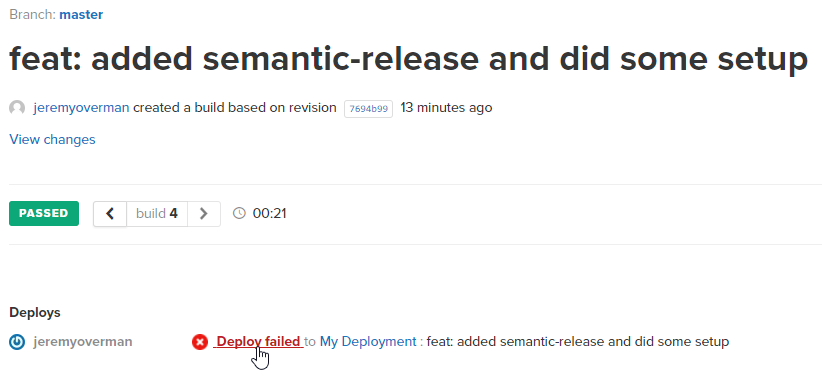 Branch: master
feat: added semantic-release and did some setup
jeremyoverman created a build based on revision 7694b99 13 minutes ago
View changes
PASSED build 4 00:21
Deploys
jeremyoverman Deploy failed to My Deployment : feat: added semantic-release and did some setup